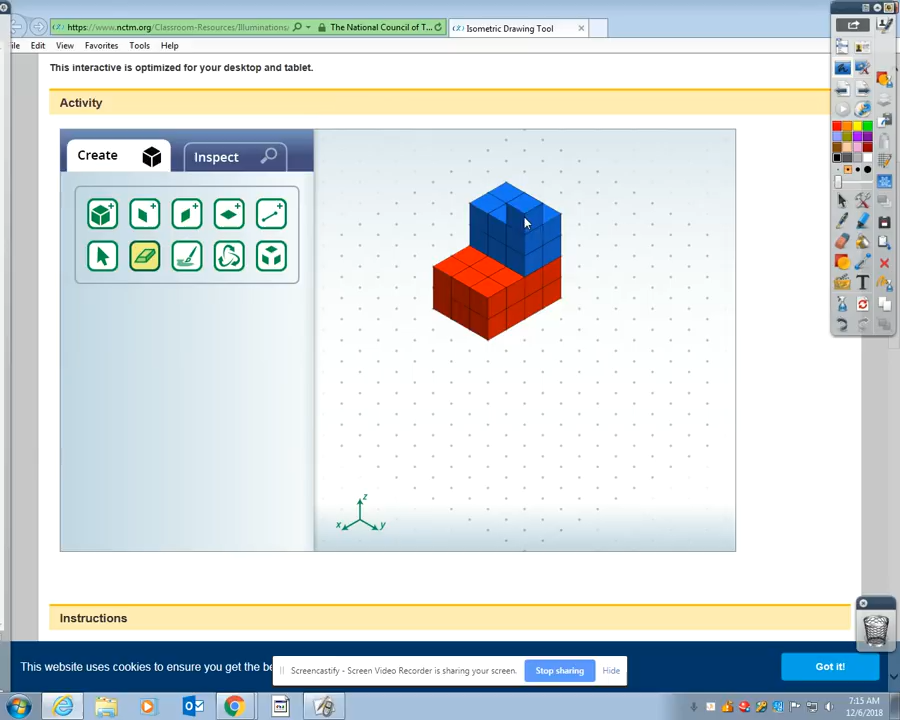 https://www.nctm.org/Classroom-Resources/Illuminations/
The National Council of T...
Isometric Drawing Tool
File Edit View Favorites Tools Help
This interactive is optimized for your desktop and tablet.
Activity
Create
Inspect
z
x
y
Instructions
This website uses cookies to ensure you get the be
Got it!
Screencastify - Screen Video Recorder is sharing your screen.
Stop sharing
Hide
7:15 AM
12/6/2018